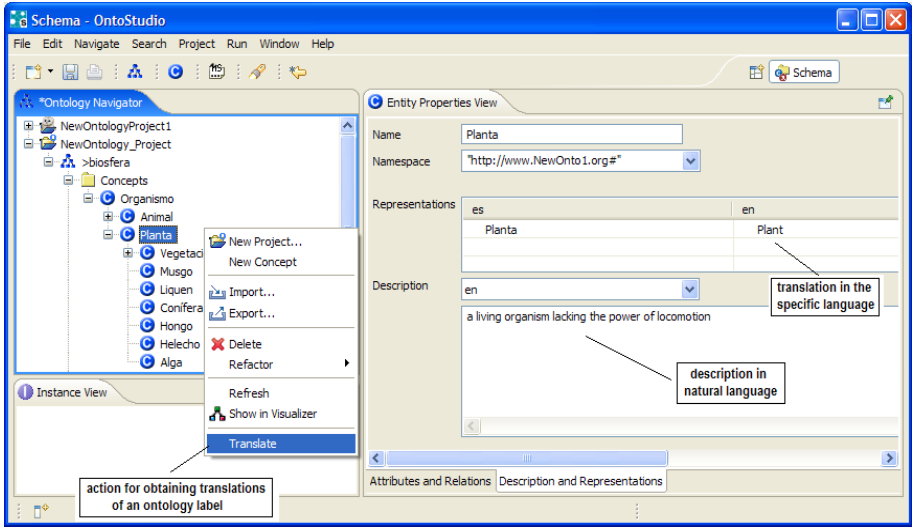 Schema - OntoStudio
File Edit Navigate Search Project Run Window Help
Schema
*Ontology Navigator
NewOntologyProject1
NewOntology_Project
>biosfera
Concepts
Organismo
Animal
Planta
Vegetaci
Musgo
Liquen
Conífera
Hongo
Helecho
Alga
New Project...
New Concept
Import...
Export...
Delete
Refactor
Refresh
Show in Visualizer
Translate
Instance View
action for obtaining translations
of an ontology label
Entity Properties View
Name Planta
Namespace "http://www.NewOnto1.org#"
Representations es en
Planta Plant
translation in the
specific language
Description en
a living organism lacking the power of locomotion
description in
natural language
Attributes and Relations Description and Representations